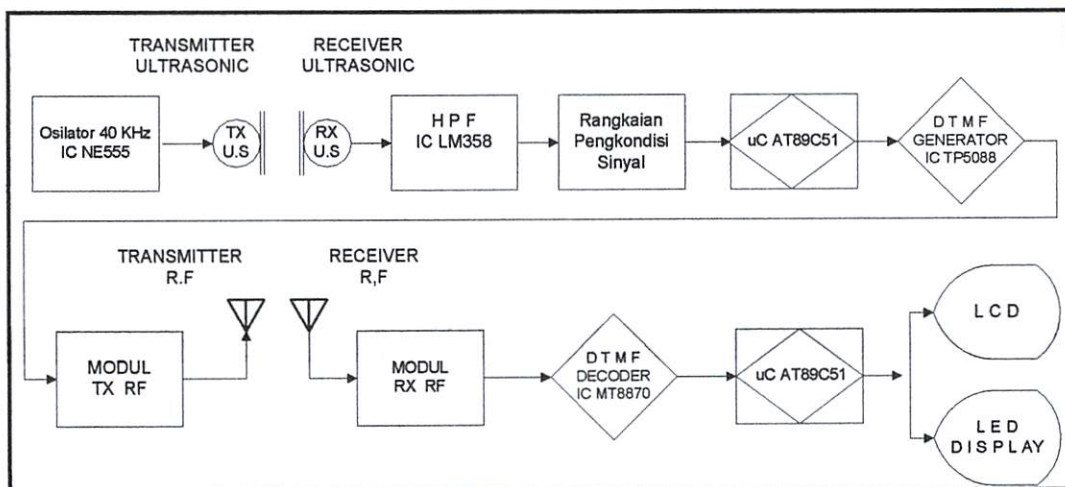 TRANSMITTER
ULTRASONIC
RECEIVER
ULTRASONIC
Osilator 40 KHz
IC NE555
TX
U.S
RX
U.S
H P F
IC LM358
Rangkaian
Pengkondisi
Sinyal
uC AT89C51
D T M F
GENERATOR
IC TP5088
TRANSMITTER
R.F
RECEIVER
R,F
MODUL
TX RF
MODUL
RX RF
D T M F
DECODER
IC MT8870
uC AT89C51
L C D
L E D
D I S P L A Y